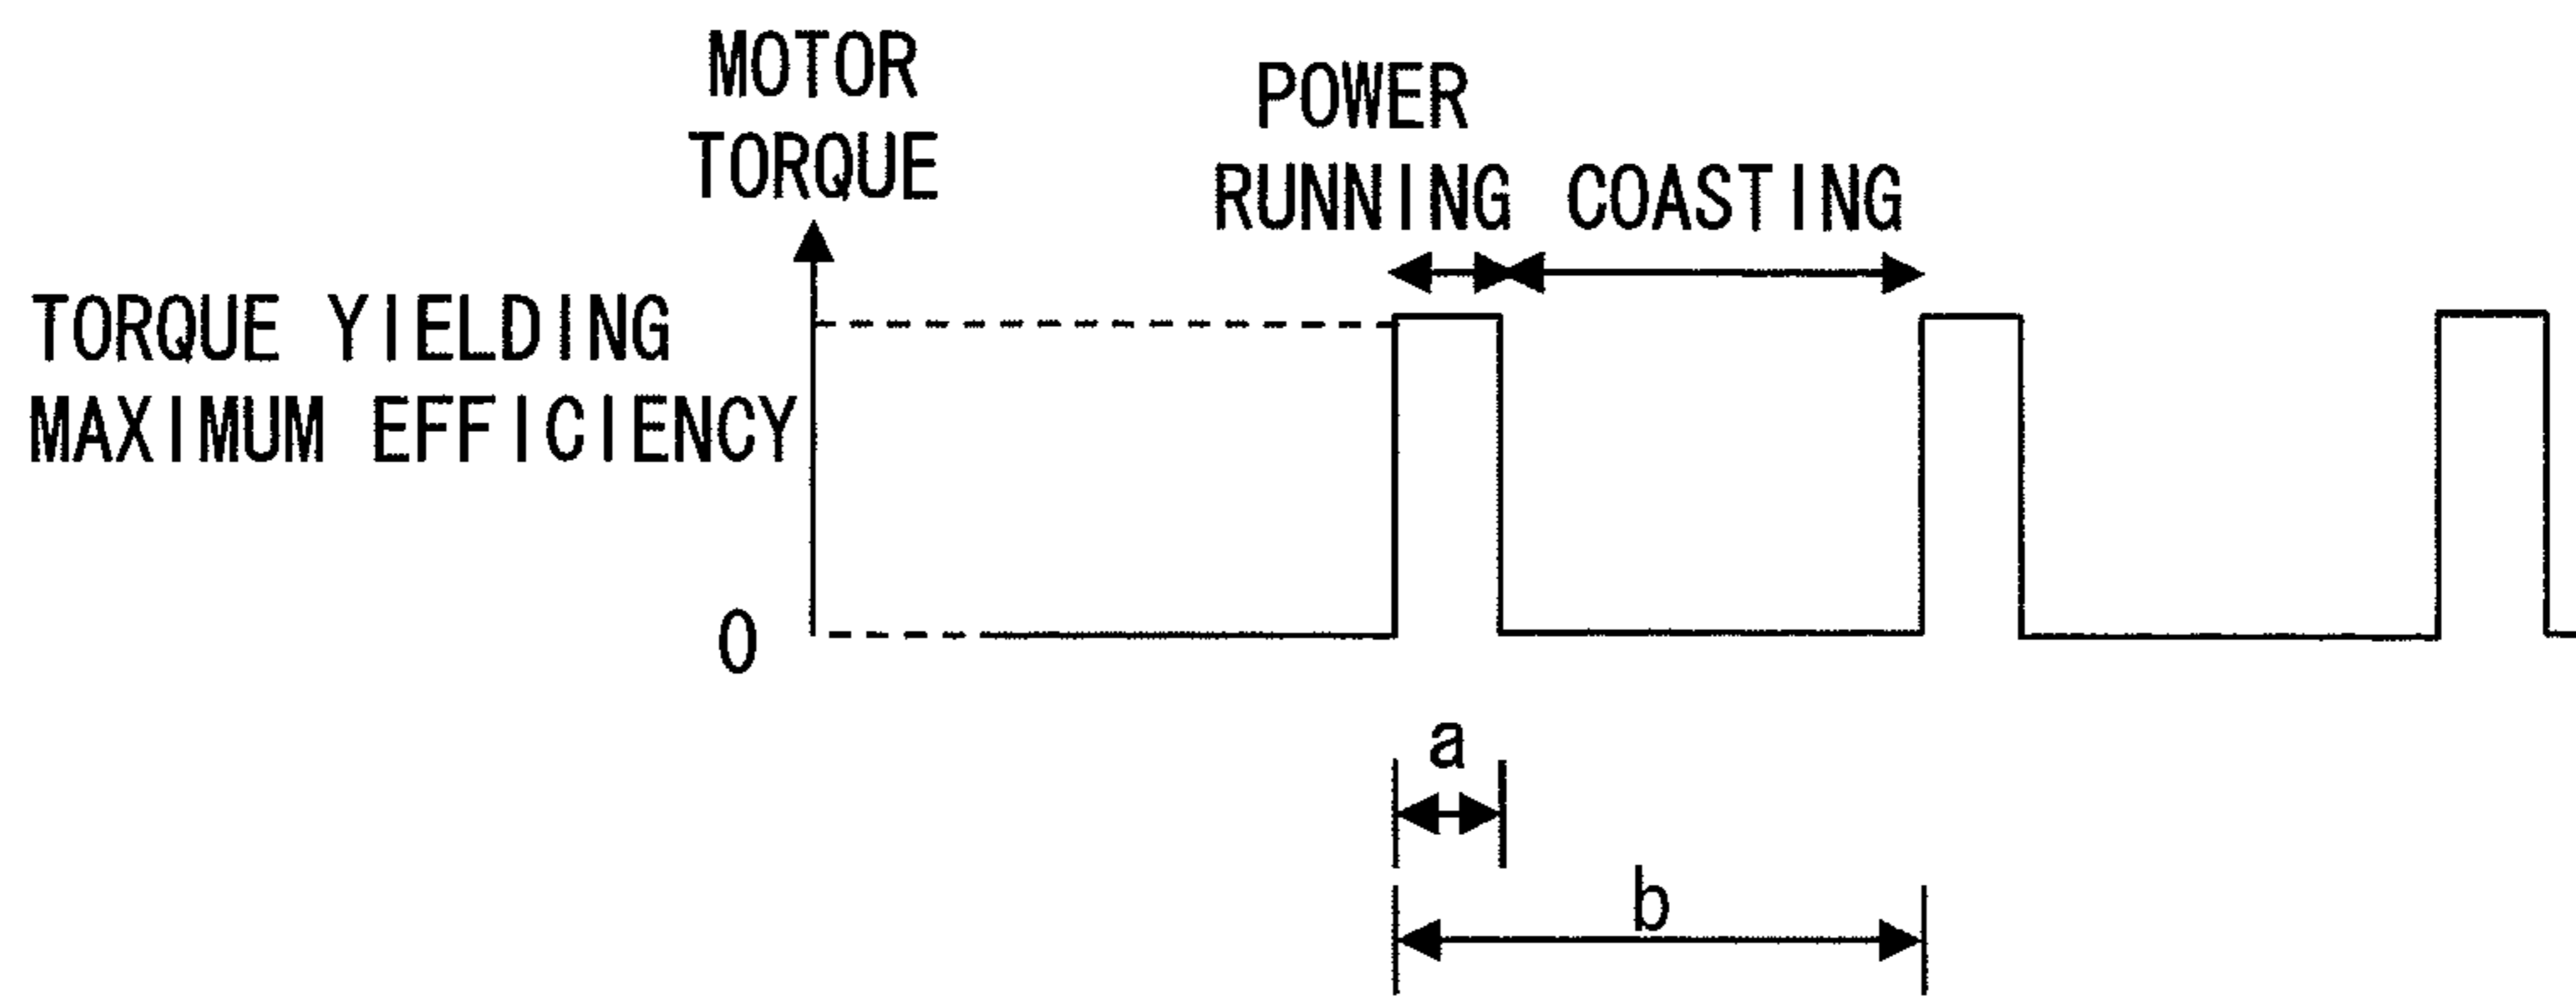 MOTOR
TORQUE
POWER
RUNNING COASTING
TORQUE YIELDING
MAXIMUM EFFICIENCY
0
a
b